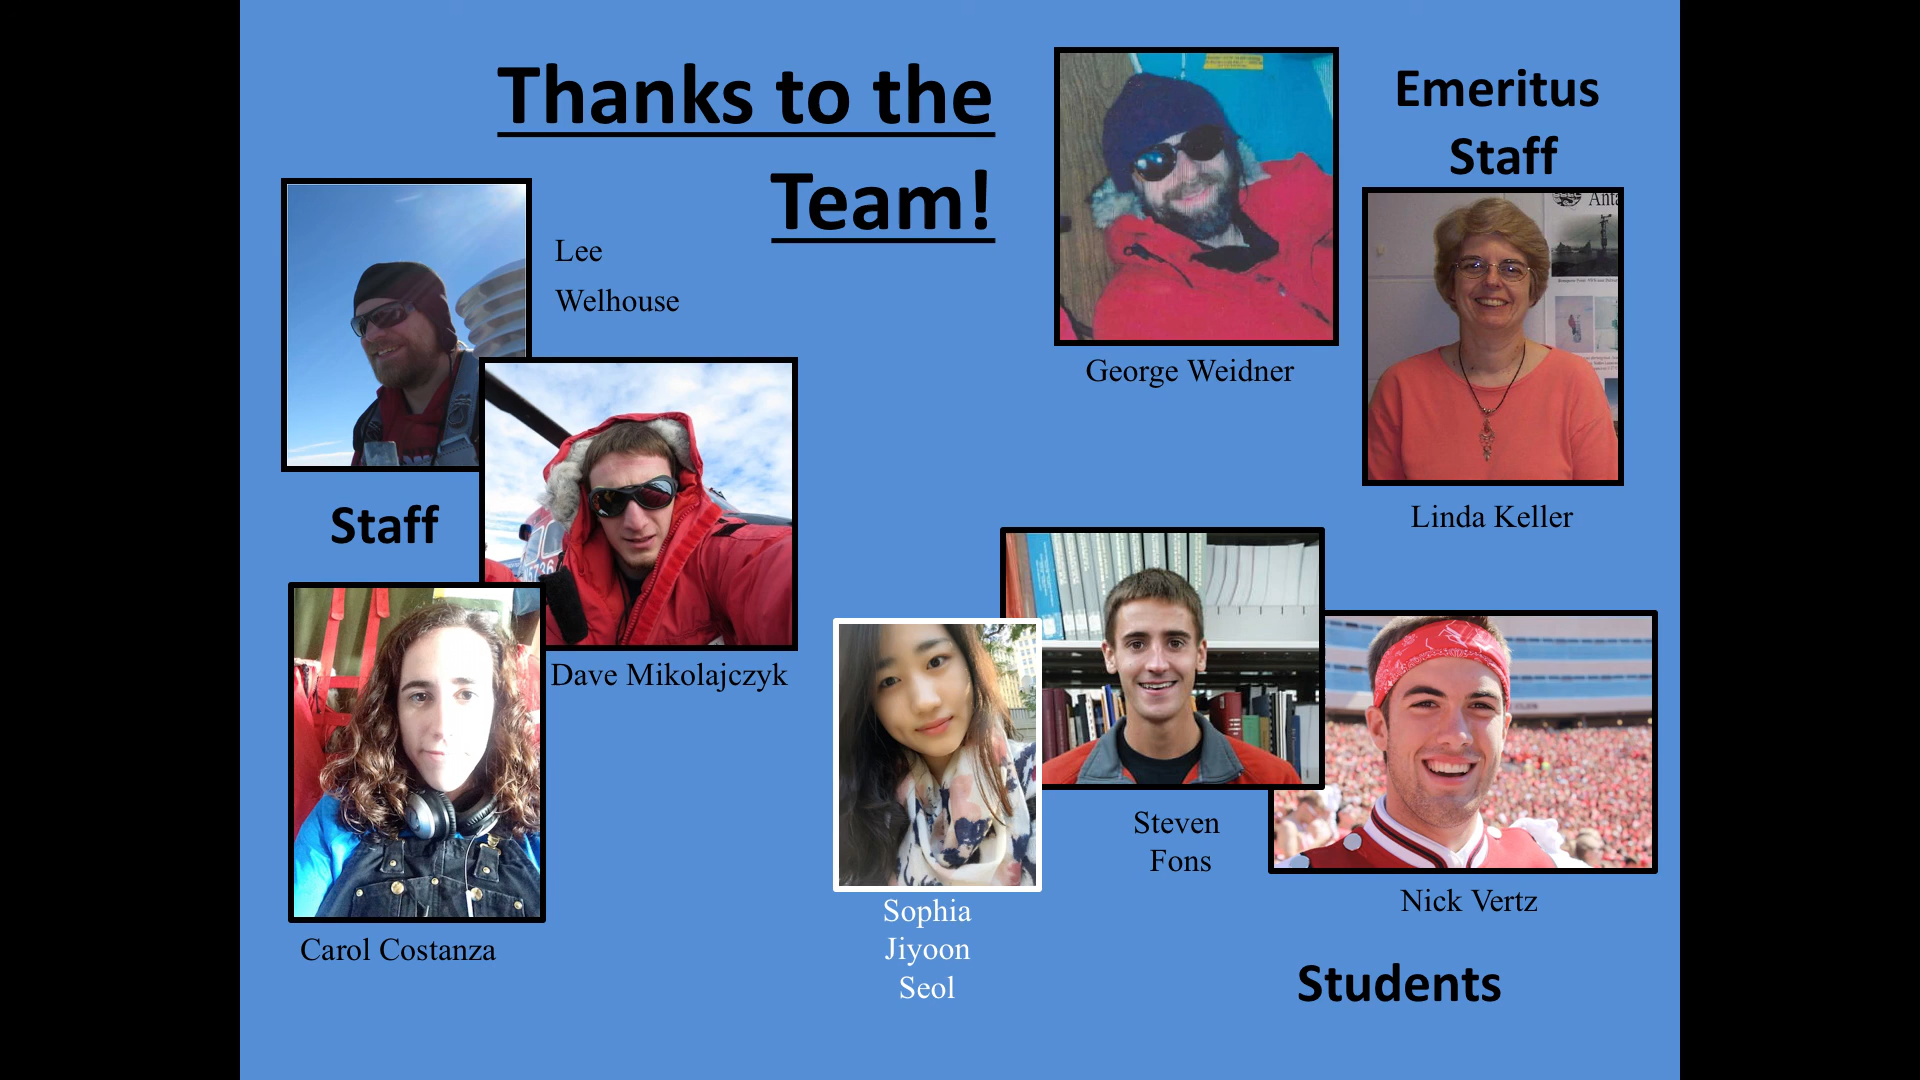 Thanks to the
Team!
Emeritus
Staff
Lee
Welhouse
George Weidner
Anta
Linda Keller
Staff
Dave Mikolajczyk
Carol Costanza
Steven
Fons
Nick Vertz
Sophia
Jiyoon
Seol
Students